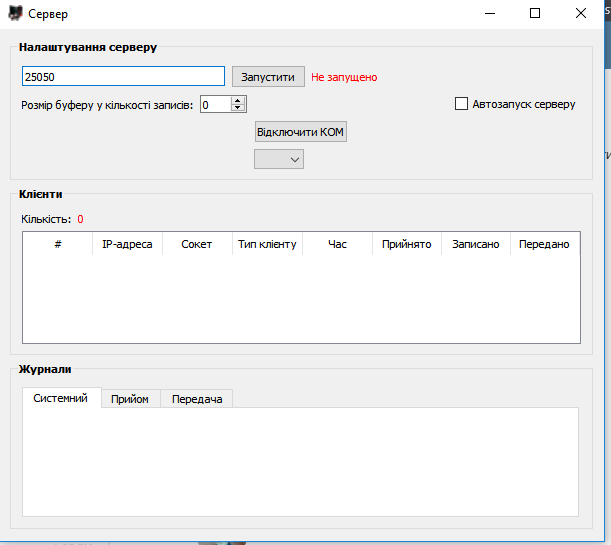 Сервер
Налаштування серверу
25050 Запустити Не запущено
Розмір буферу у кількості записів: 0 Автозапуск серверу
Відключити КОМ
Клієнти
Кількість: 0
# IP-адреса Сокет Тип клієнту Час Прийнято Записано Передано
Журнали
Системний Прийом Передача